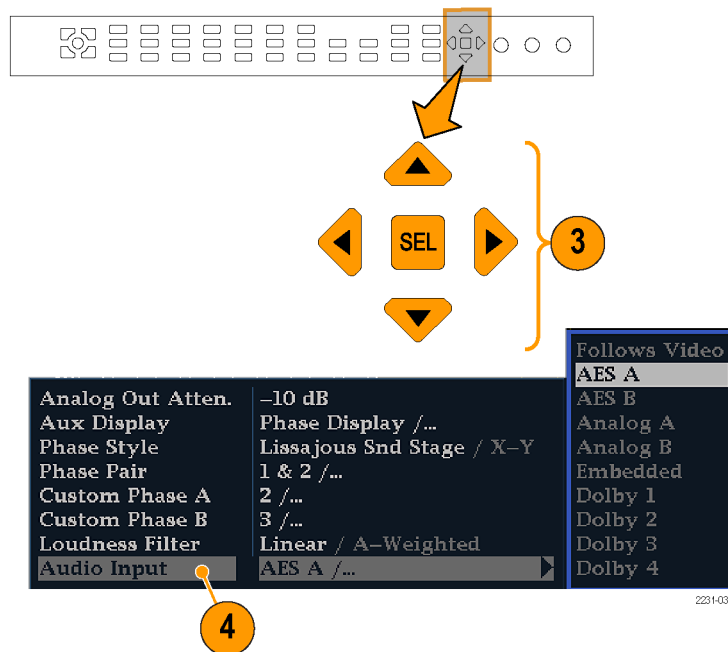 SEL
3
Analog Out Atten. –10 dB
Aux Display Phase Display /...
Phase Style Lissajous Snd Stage / X–Y
Phase Pair 1 & 2 /...
Custom Phase A 2 /...
Custom Phase B 3 /...
Loudness Filter Linear / A–Weighted
Audio Input AES A /...
Follows Video
AES A
AES B
Analog A
Analog B
Embedded
Dolby 1
Dolby 2
Dolby 3
Dolby 4
2231-03
4